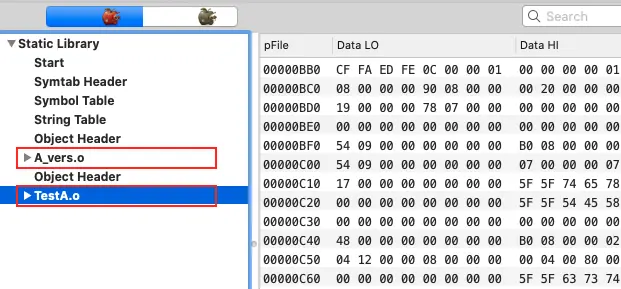 Search
Static Library
Start
Symtab Header
Symbol Table
String Table
Object Header
A_vers.o
Object Header
TestA.o
pFile Data LO Data HI
00000BB0 CF FA ED FE 0C 00 00 01 00 00 00 00 01
00000BC0 08 00 00 00 90 08 00 00 00 20 00 00 00
00000BD0 19 00 00 00 78 07 00 00 00 00 00 00 00
00000BE0 00 00 00 00 00 00 00 00 00 00 00 00 00
00000BF0 54 09 00 00 00 00 00 00 B0 08 00 00 00
00000C00 54 09 00 00 00 00 00 00 07 00 00 00 07
00000C10 17 00 00 00 00 00 00 00 5F 5F 74 65 78
00000C20 00 00 00 00 00 00 00 00 5F 5F 54 45 58
00000C30 00 00 00 00 00 00 00 00 00 00 00 00 00
00000C40 48 00 00 00 00 00 00 00 B0 08 00 00 02
00000C50 04 12 00 00 08 00 00 00 00 04 00 80 00
00000C60 00 00 00 00 00 00 00 00 5F 5F 63 73 74